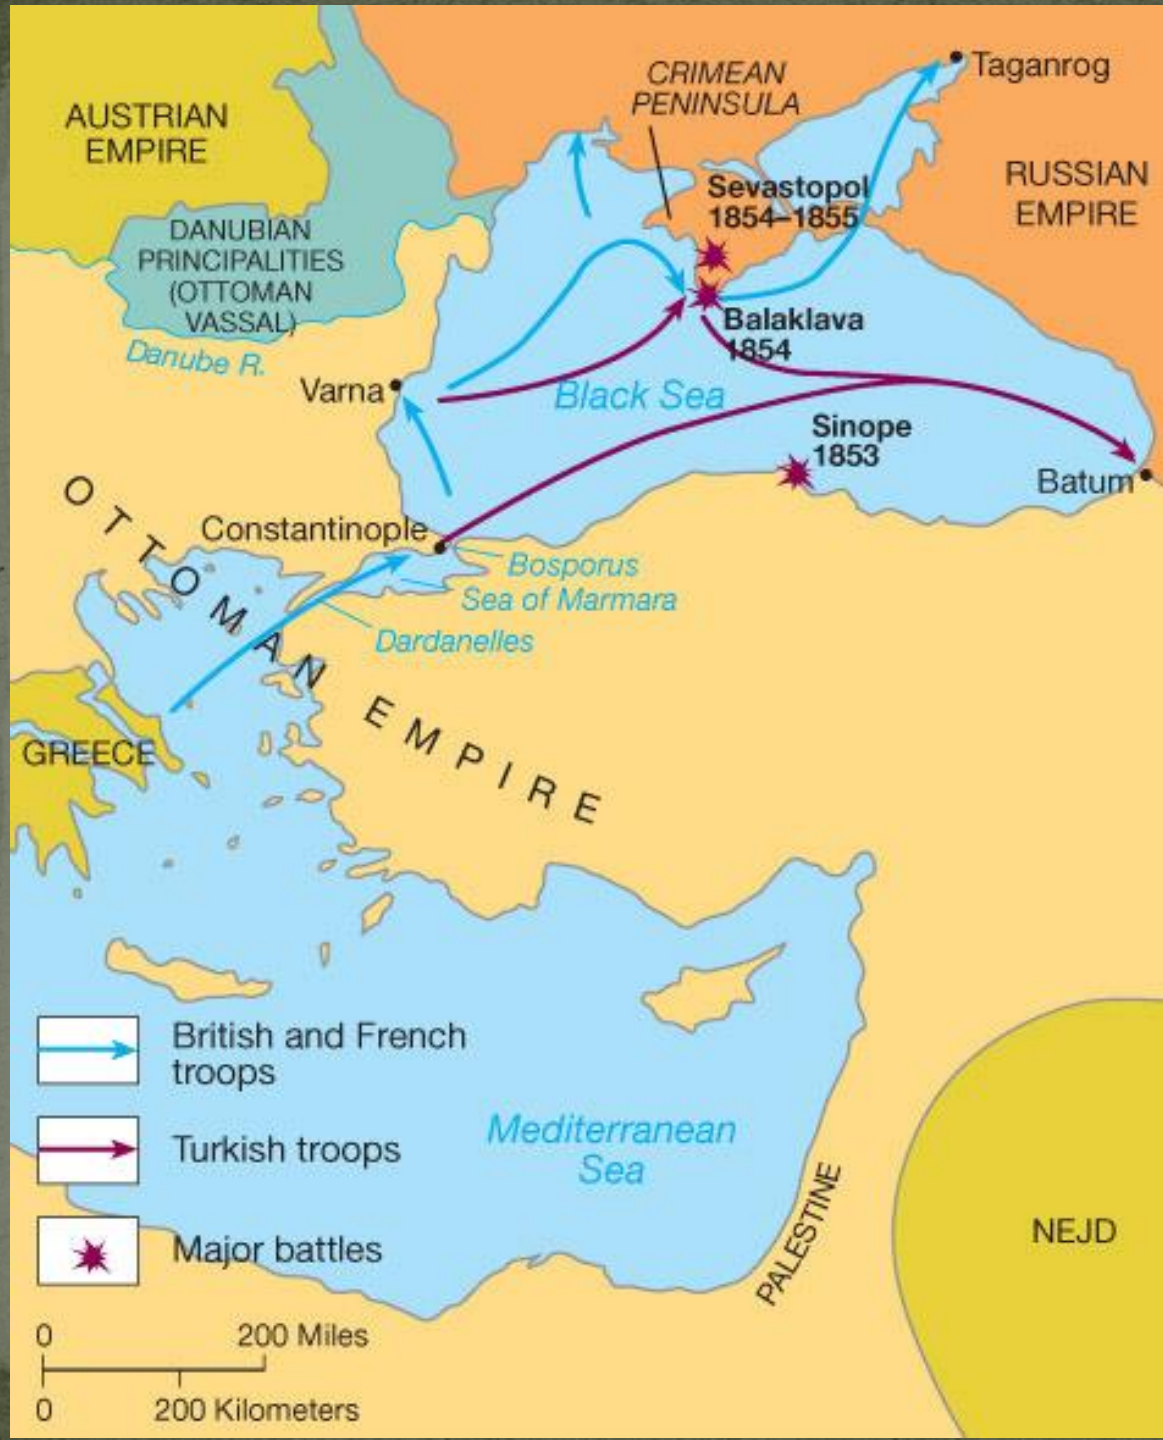 Taganrog
CRIMEAN
PENINSULA
AUSTRIAN
EMPIRE
RUSSIAN
EMPIRE
Sevastopol
1854–1855
DANUBIAN
PRINCIPALITIES
(OTTOMAN
VASSAL)
Danube R.
Balaklava
1854
Varna
Black Sea
Sinope
1853
Batum
Constantinople
Bosporus
Sea of Marmara
Dardanelles
OTTOMAN EMPIRE
GREECE
British and French
troops
Turkish troops
Major battles
Mediterranean
Sea
PALESTINE
NEJD
0 200 Miles
0 200 Kilometers